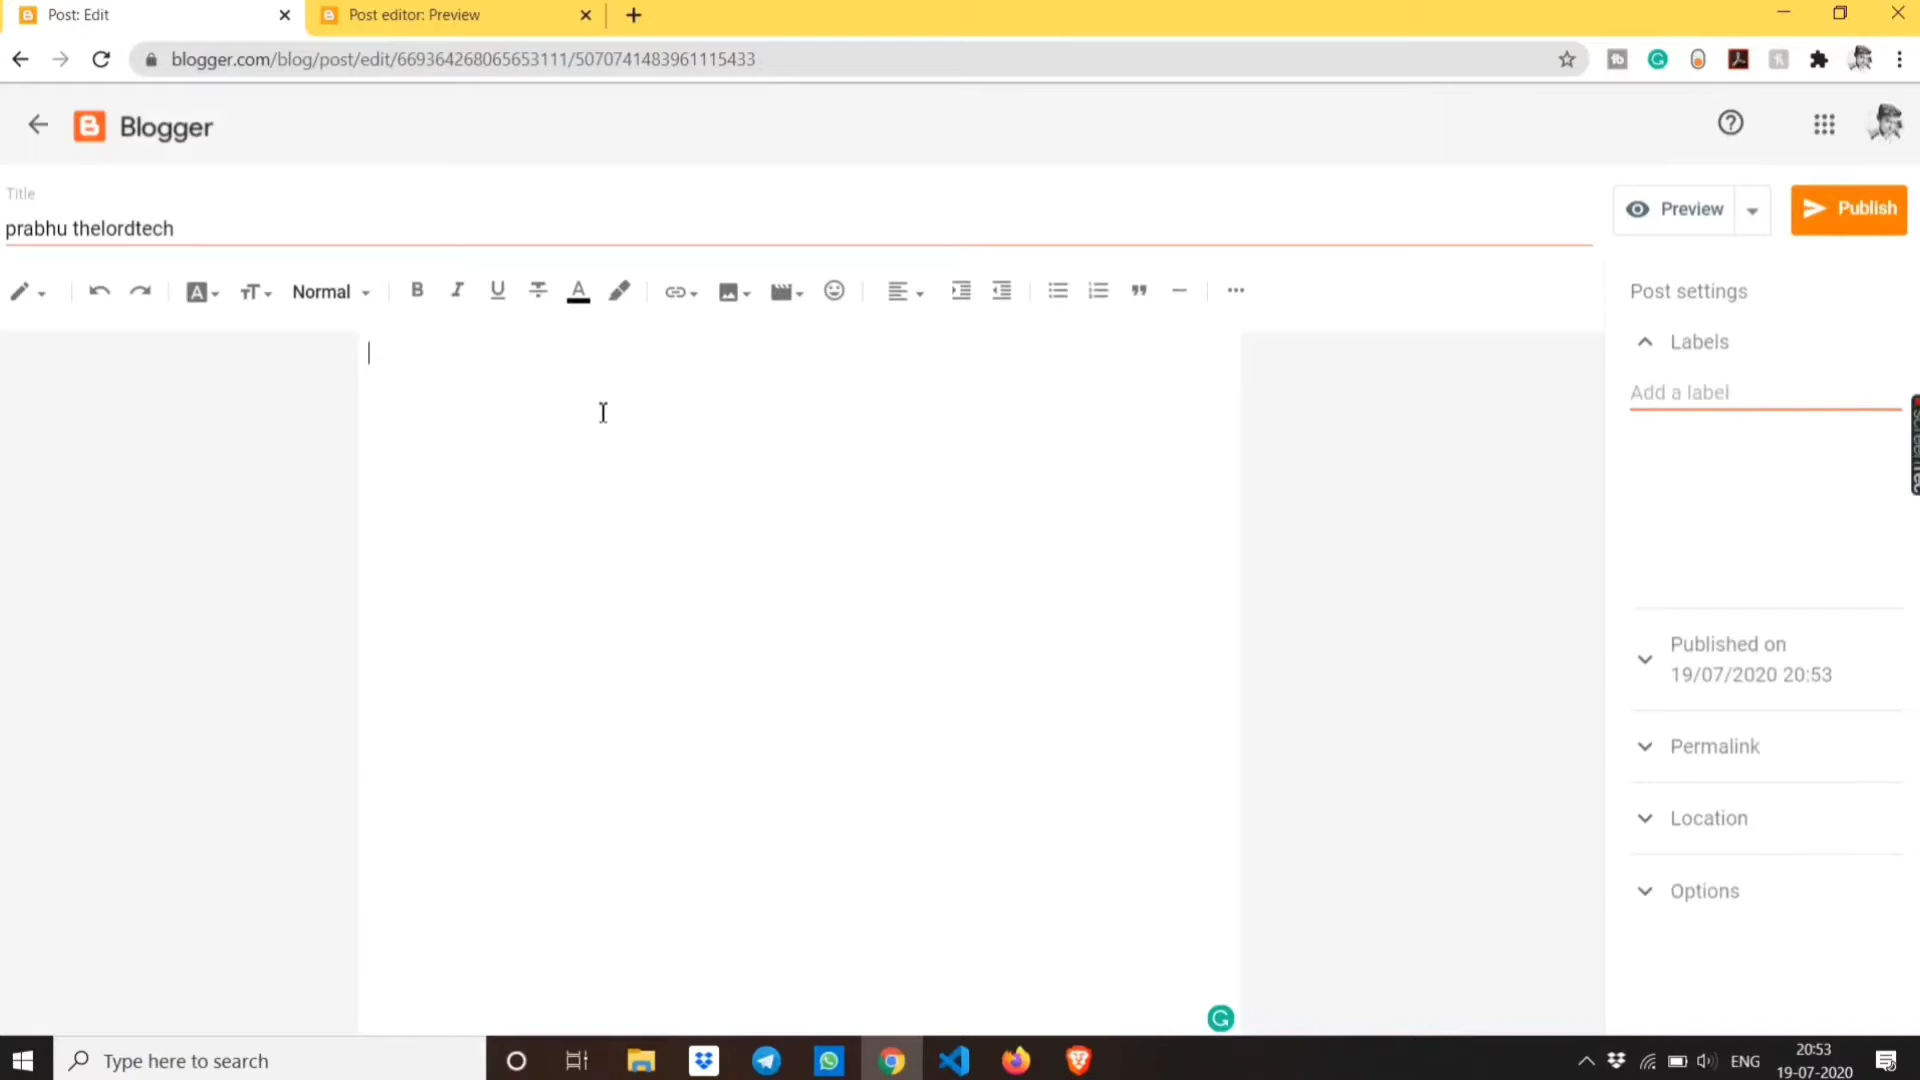 Post: Edit
Post editor: Preview
blogger.com/blog/post/edit/669364268065653111/5070741483961115433
Blogger
Title
prabhu thelordtech
Preview
Publish
Normal
Post settings
Labels
Add a label
Published on
19/07/2020 20:53
Permalink
Location
Options
Type here to search
ENG
20:53
19-07-2020